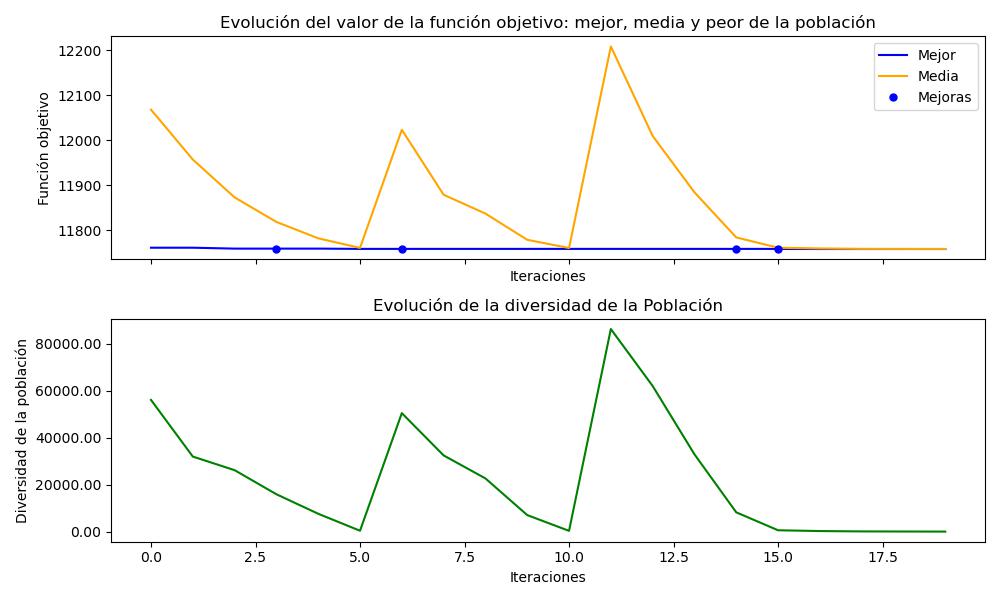 Evolución del valor de la función objetivo: mejor, media y peor de la población
12200
12100
12000
11900
11800
Función objetivo
Mejor
Media
Mejoras
Iteraciones
Evolución de la diversidad de la Población
80000.00
60000.00
40000.00
20000.00
0.00
Diversidad de la población
0.0 2.5 5.0 7.5 10.0 12.5 15.0 17.5
Iteraciones